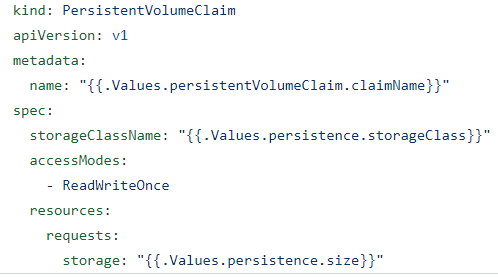 kind: PersistentVolumeClaim
apiVersion: v1
metadata:
  name: "{{.Values.persistentVolumeClaim.claimName}}"
spec:
  storageClassName: "{{.Values.persistence.storageClass}}"
  accessModes:
    - ReadWriteOnce
  resources:
    requests:
      storage: "{{.Values.persistence.size}}"